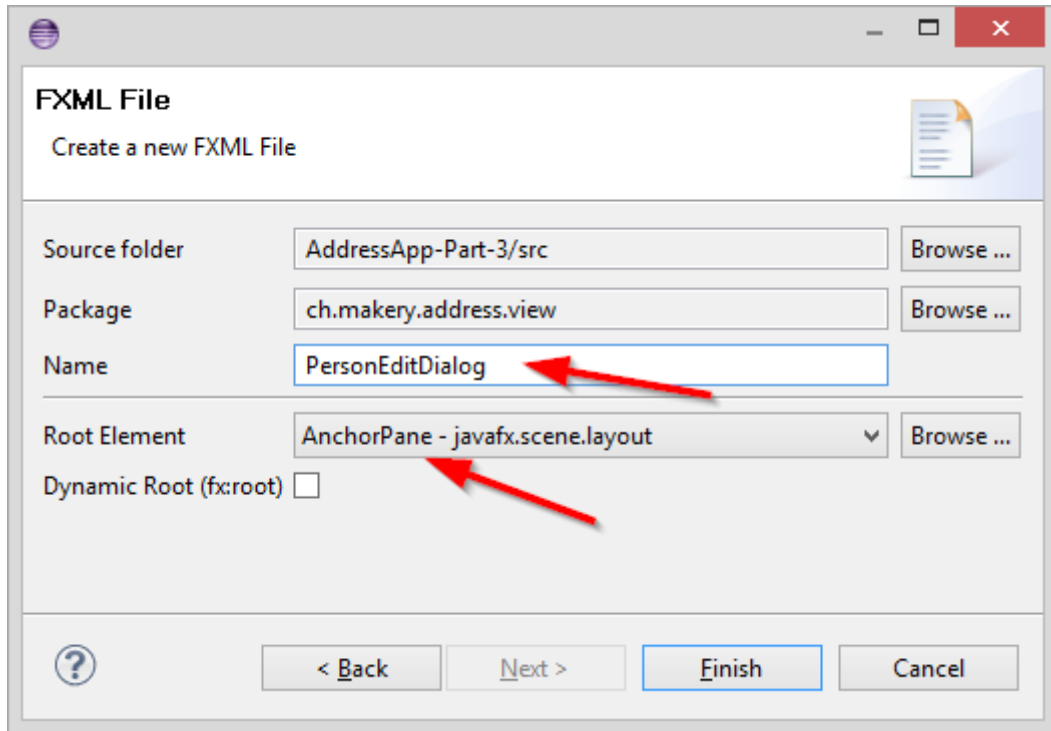 FXML File
Create a new FXML File
Source folder AddressApp-Part-3/src Browse ...
Package ch.makery.address.view Browse ...
Name PersonEditDialog
Root Element AnchorPane - javafx.scene.layout Browse ...
Dynamic Root (fx:root)
? < Back Next > Finish Cancel